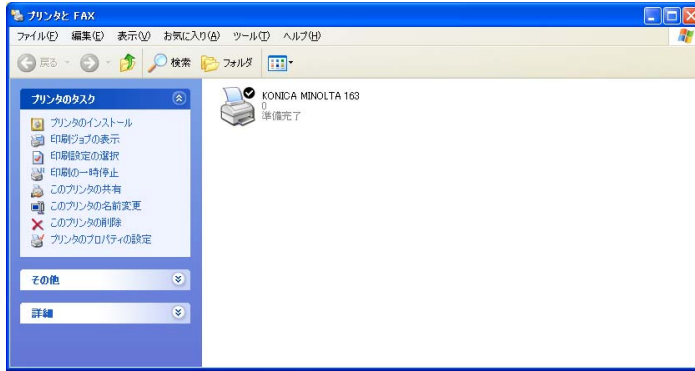 プリンタと FAX
ファイル(F) 編集(E) 表示(V) お気に入り(A) ツール(T) ヘルプ(H)
戻る 検索 フォルダ
プリンタのタスク
プリンタのインストール
印刷ジョブの表示
印刷設定の選択
印刷の一時停止
このプリンタの共有
このプリンタの名前変更
このプリンタの削除
プリンタのプロパティの設定
その他
詳細
KONICA MINOLTA 163
0
準備完了